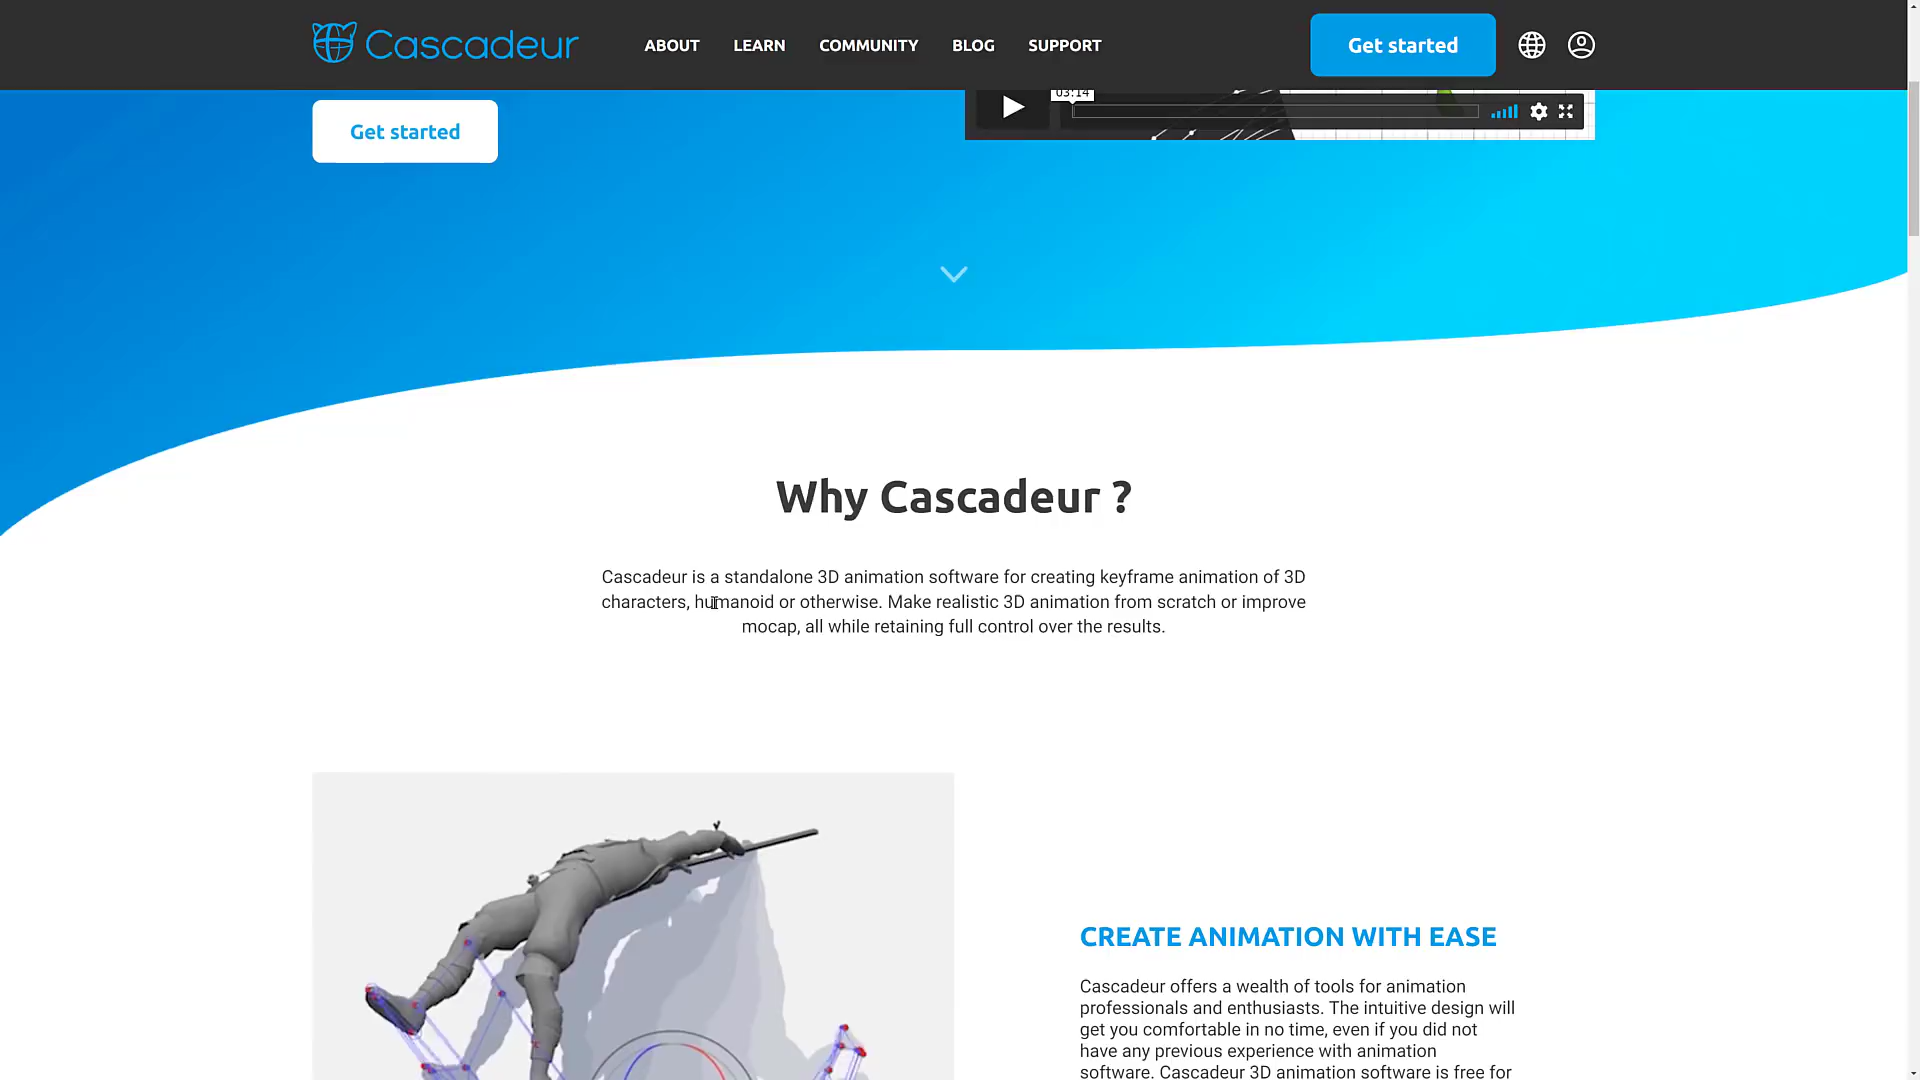 Cascadeur
ABOUT
LEARN
COMMUNITY
BLOG
SUPPORT
Get started
Get started
03:14
Why Cascadeur ?
Cascadeur is a standalone 3D animation software for creating keyframe animation of 3D
characters, humanoid or otherwise. Make realistic 3D animation from scratch or improve
mocap, all while retaining full control over the results.
CREATE ANIMATION WITH EASE
Cascadeur offers a wealth of tools for animation
professionals and enthusiasts. The intuitive design will
get you comfortable in no time, even if you did not
have any previous experience with animation
software. Cascadeur 3D animation software is free for